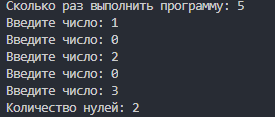 Сколько раз выполнить программу: 5
Введите число: 1
Введите число: 0
Введите число: 2
Введите число: 0
Введите число: 3
Количество нулей: 2